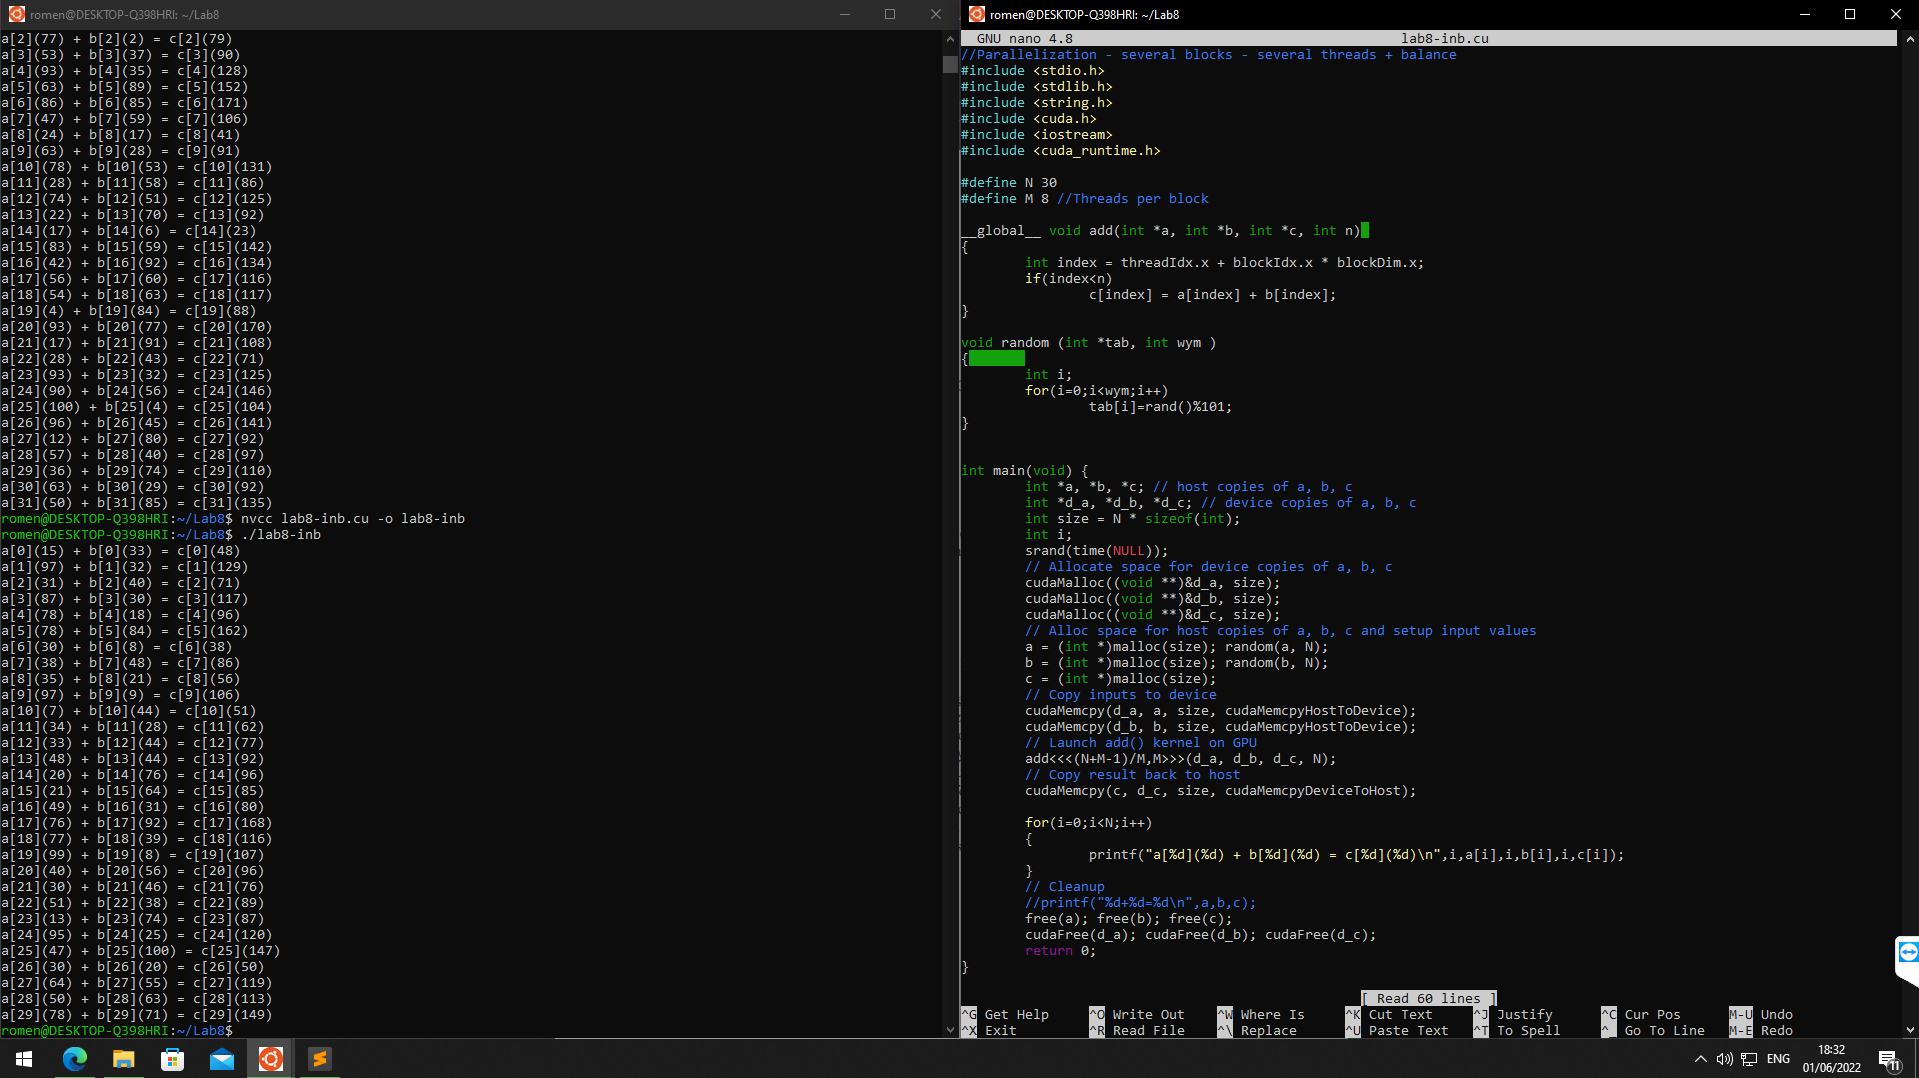 romen@DESKTOP-Q398HRI: ~/Lab8
a[2](77) + b[2](2) = c[2](79)
a[3](53) + b[3](37) = c[3](90)
a[4](93) + b[4](35) = c[4](128)
a[5](63) + b[5](89) = c[5](152)
a[6](86) + b[6](85) = c[6](171)
a[7](47) + b[7](59) = c[7](106)
a[8](24) + b[8](17) = c[8](41)
a[9](63) + b[9](28) = c[9](91)
a[10](78) + b[10](53) = c[10](131)
a[11](28) + b[11](58) = c[11](86)
a[12](74) + b[12](51) = c[12](125)
a[13](22) + b[13](70) = c[13](92)
a[14](17) + b[14](6) = c[14](23)
a[15](83) + b[15](59) = c[15](142)
a[16](42) + b[16](92) = c[16](134)
a[17](56) + b[17](60) = c[17](116)
a[18](54) + b[18](63) = c[18](117)
a[19](4) + b[19](84) = c[19](88)
a[20](93) + b[20](77) = c[20](170)
a[21](17) + b[21](91) = c[21](108)
a[22](28) + b[22](43) = c[22](71)
a[23](93) + b[23](32) = c[23](125)
a[24](90) + b[24](56) = c[24](146)
a[25](100) + b[25](4) = c[25](104)
a[26](96) + b[26](45) = c[26](141)
a[27](12) + b[27](80) = c[27](92)
a[28](57) + b[28](40) = c[28](97)
a[29](36) + b[29](74) = c[29](110)
a[30](63) + b[30](29) = c[30](92)
a[31](50) + b[31](85) = c[31](135)
romen@DESKTOP-Q398HRI:~/Lab8$ nvcc lab8-inb.cu -o lab8-inb
romen@DESKTOP-Q398HRI:~/Lab8$ ./lab8-inb
a[0](15) + b[0](33) = c[0](48)
a[1](97) + b[1](32) = c[1](129)
a[2](31) + b[2](40) = c[2](71)
a[3](87) + b[3](30) = c[3](117)
a[4](78) + b[4](18) = c[4](96)
a[5](78) + b[5](84) = c[5](162)
a[6](30) + b[6](8) = c[6](38)
a[7](38) + b[7](48) = c[7](86)
a[8](35) + b[8](21) = c[8](56)
a[9](97) + b[9](9) = c[9](106)
a[10](7) + b[10](44) = c[10](51)
a[11](34) + b[11](28) = c[11](62)
a[12](33) + b[12](44) = c[12](77)
a[13](48) + b[13](44) = c[13](92)
a[14](20) + b[14](76) = c[14](96)
a[15](21) + b[15](64) = c[15](85)
a[16](49) + b[16](31) = c[16](80)
a[17](76) + b[17](92) = c[17](168)
a[18](77) + b[18](39) = c[18](116)
a[19](99) + b[19](8) = c[19](107)
a[20](40) + b[20](56) = c[20](96)
a[21](30) + b[21](46) = c[21](76)
a[22](51) + b[22](38) = c[22](89)
a[23](13) + b[23](74) = c[23](87)
a[24](95) + b[24](25) = c[24](120)
a[25](47) + b[25](100) = c[25](147)
a[26](30) + b[26](20) = c[26](50)
a[27](64) + b[27](55) = c[27](119)
a[28](50) + b[28](63) = c[28](113)
a[29](78) + b[29](71) = c[29](149)
romen@DESKTOP-Q398HRI:~/Lab8$
romen@DESKTOP-Q398HRI: ~/Lab8
GNU nano 4.8 lab8-inb.cu
//Parallelization - several blocks - several threads + balance
#include <stdio.h>
#include <stdlib.h>
#include <string.h>
#include <cuda.h>
#include <iostream>
#include <cuda_runtime.h>
#define N 30
#define M 8 //Threads per block
__global__ void add(int *a, int *b, int *c, int n)
{
int index = threadIdx.x + blockIdx.x * blockDim.x;
if(index<n)
c[index] = a[index] + b[index];
}
void random (int *tab, int wym )
{
int i;
for(i=0;i<wym;i++)
tab[i]=rand()%101;
}
int main(void) {
int *a, *b, *c; // host copies of a, b, c
int *d_a, *d_b, *d_c; // device copies of a, b, c
int size = N * sizeof(int);
int i;
srand(time(NULL));
// Allocate space for device copies of a, b, c
cudaMalloc((void **)&d_a, size);
cudaMalloc((void **)&d_b, size);
cudaMalloc((void **)&d_c, size);
// Alloc space for host copies of a, b, c and setup input values
a = (int *)malloc(size); random(a, N);
b = (int *)malloc(size); random(b, N);
c = (int *)malloc(size);
// Copy inputs to device
cudaMemcpy(d_a, a, size, cudaMemcpyHostToDevice);
cudaMemcpy(d_b, b, size, cudaMemcpyHostToDevice);
// Launch add() kernel on GPU
add<<<(N+M-1)/M,M>>>(d_a, d_b, d_c, N);
// Copy result back to host
cudaMemcpy(c, d_c, size, cudaMemcpyDeviceToHost);
for(i=0;i<N;i++)
{
printf("a[%d](%d) + b[%d](%d) = c[%d](%d)\n",i,a[i],i,b[i],i,c[i]);
}
// Cleanup
//printf("%d+%d=%d\n",a,b,c);
free(a); free(b); free(c);
cudaFree(d_a); cudaFree(d_b); cudaFree(d_c);
return 0;
}
[ Read 60 lines ]
^G Get Help ^O Write Out ^W Where Is ^K Cut Text ^J Justify ^C Cur Pos M-U Undo
^X Exit ^R Read File ^\ Replace ^U Paste Text ^T To Spell ^_ Go To Line M-E Redo
ENG
18:32
01/06/2022
11